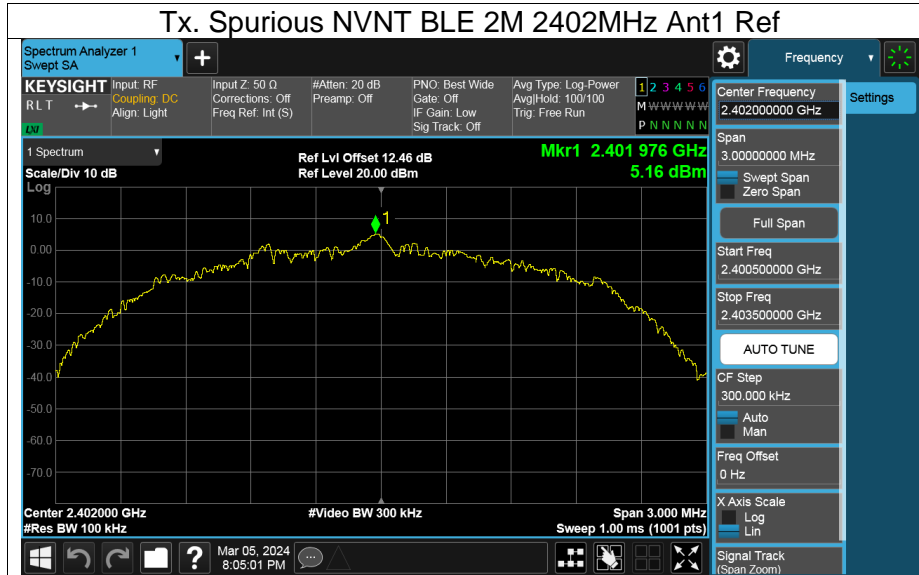 Tx. Spurious NVNT BLE 2M 2402MHz Ant1 Ref
Spectrum Analyzer 1
Swept SA
+
Frequency
KEYSIGHT
RLT
LXI
Input: RF
Coupling: DC
Align: Light
Input Z: 50 Ω
Corrections: Off
Freq Ref: Int (S)
#Atten: 20 dB
Preamp: Off
PNO: Best Wide
Gate: Off
IF Gain: Low
Sig Track: Off
Avg Type: Log-Power
Avg|Hold: 100/100
Trig: Free Run
1 2 3 4 5 6
M W W W W W
P N N N N N
1 Spectrum
Scale/Div 10 dB
Log
Ref Lvl Offset 12.46 dB
Ref Level 20.00 dBm
Mkr1 2.401 976 GHz
5.16 dBm
1
10.0
0.00
-10.0
-20.0
-30.0
-40.0
-50.0
-60.0
-70.0
Center 2.402000 GHz
#Res BW 100 kHz
#Video BW 300 kHz
Span 3.000 MHz
Sweep 1.00 ms (1001 pts)
Center Frequency
2.402000000 GHz
Settings
Span
3.00000000 MHz
Swept Span
Zero Span
Full Span
Start Freq
2.400500000 GHz
Stop Freq
2.403500000 GHz
AUTO TUNE
CF Step
300.000 kHz
Auto
Man
Freq Offset
0 Hz
X Axis Scale
Log
Lin
Signal Track
(Span Zoom)
?
Mar 05, 2024
8:05:01 PM